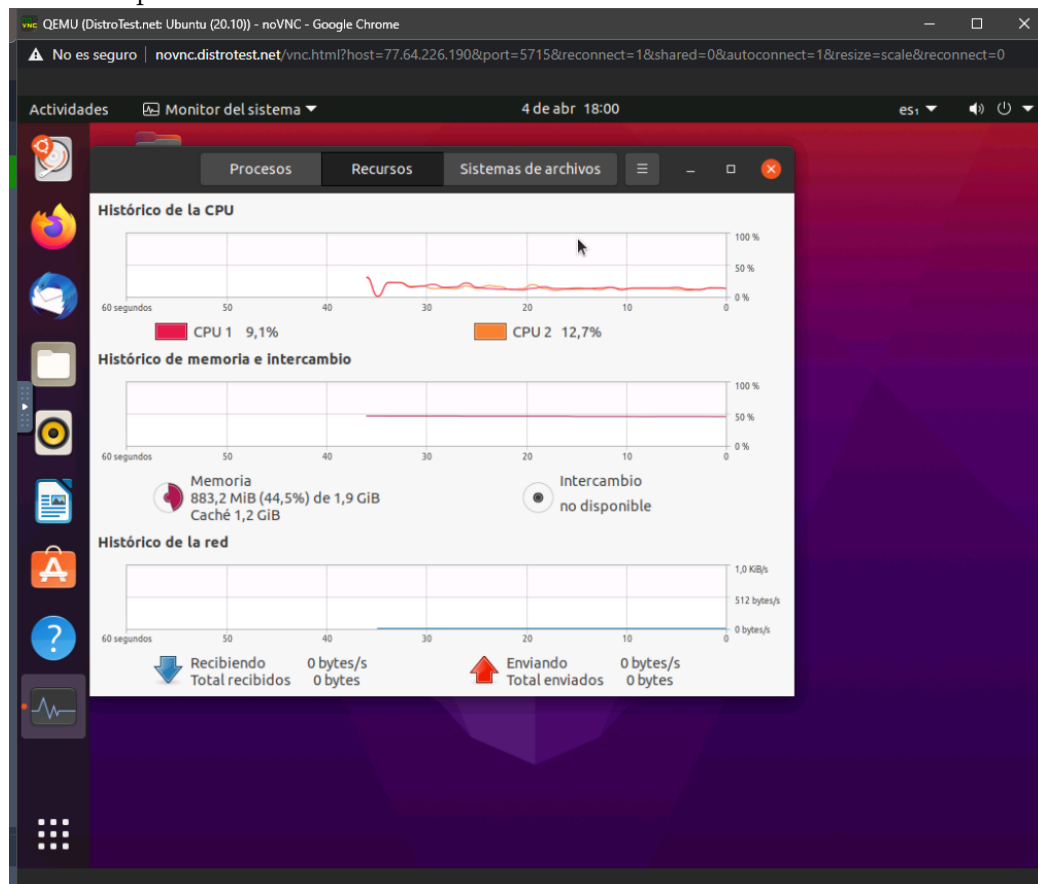 QEMU (DistroTest.net: Ubuntu (20.10)) - noVNC - Google Chrome
No es seguro | novnc.distrotest.net/vnc.html?host=77.64.226.190&port=5715&reconnect=1&shared=0&autoconnect=1&resize=scale&reconnect=0
Actividades Monitor del sistema 4 de abr 18:00 es₁
Procesos Recursos Sistemas de archivos
Histórico de la CPU
100 %
50 %
0 %
60 segundos 50 40 30 20 10 0
CPU 1 9,1% CPU 2 12,7%
Histórico de memoria e intercambio
100 %
50 %
0 %
60 segundos 50 40 30 20 10 0
Memoria
883,2 MiB (44,5%) de 1,9 GiB
Caché 1,2 GiB
Intercambio
no disponible
Histórico de la red
1,0 KiB/s
512 bytes/s
0 bytes/s
60 segundos 50 40 30 20 10 0
Recibiendo 0 bytes/s
Total recibidos 0 bytes
Enviando 0 bytes/s
Total enviados 0 bytes